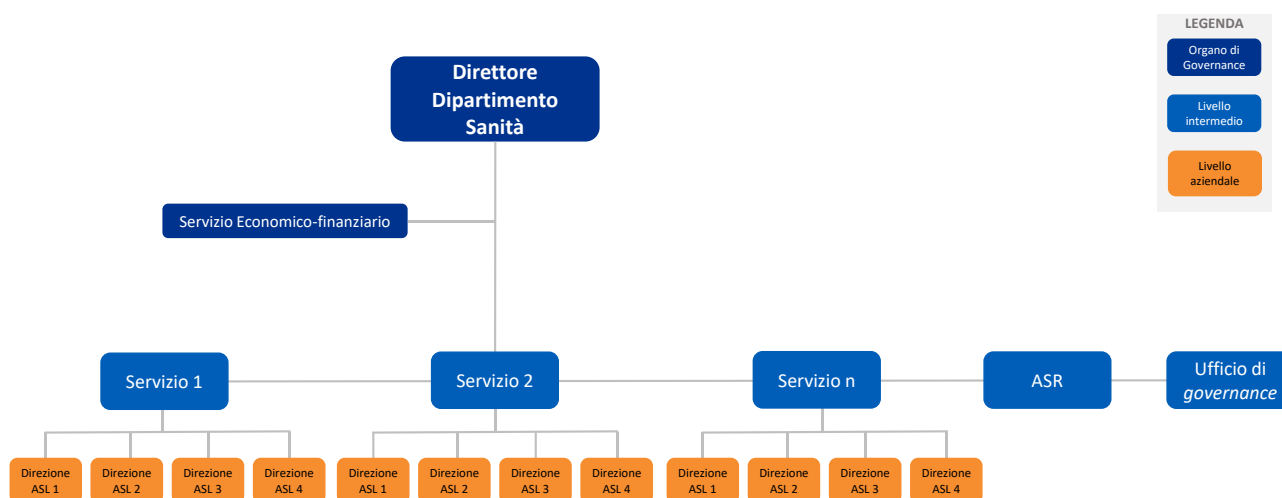 LEGENDA
Organo di
Governance
Livello
intermedio
Livello
aziendale
Direttore
Dipartimento
Sanità
Servizio Economico-finanziario
Servizio 1
Servizio 2
Servizio n
ASR
Ufficio di
governance
Direzione
ASL 1
Direzione
ASL 2
Direzione
ASL 3
Direzione
ASL 4
Direzione
ASL 1
Direzione
ASL 2
Direzione
ASL 3
Direzione
ASL 4
Direzione
ASL 1
Direzione
ASL 2
Direzione
ASL 3
Direzione
ASL 4